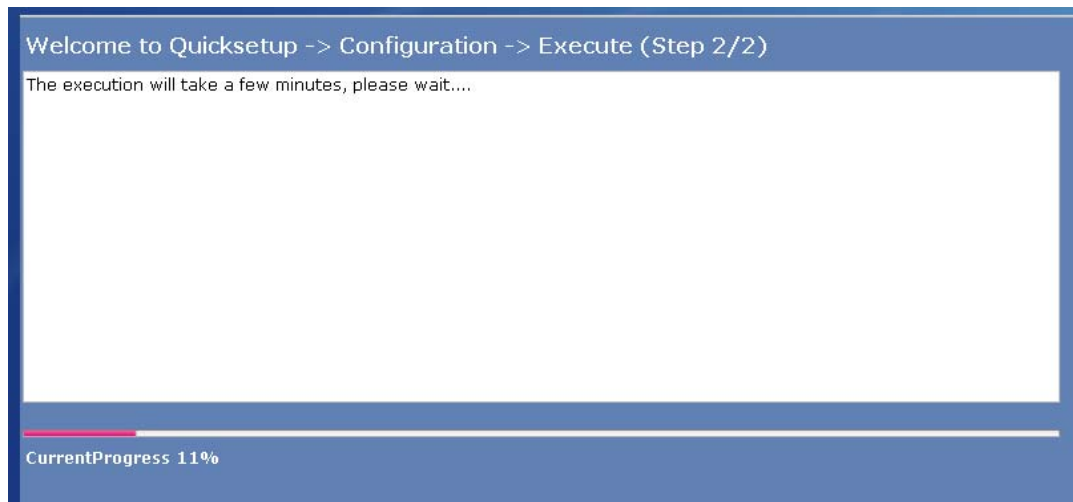 Welcome to Quicksetup -> Configuration -> Execute (Step 2/2)
The execution will take a few minutes, please wait....
CurrentProgress 11%